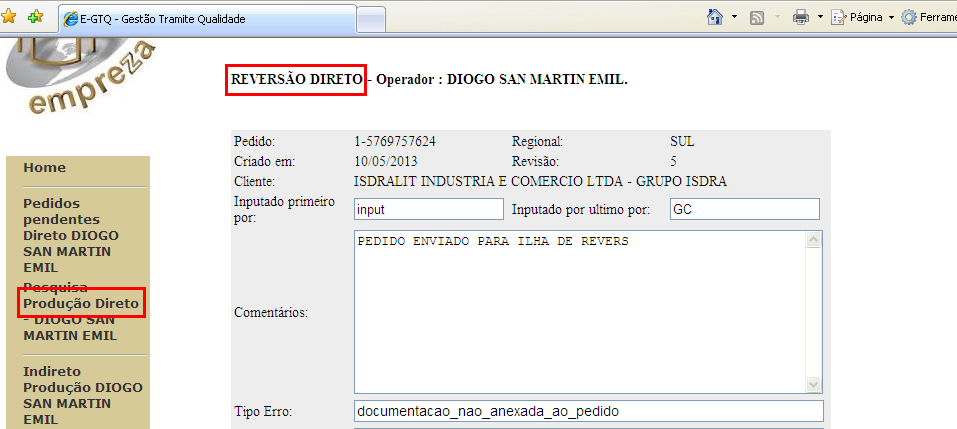 E-GTQ - Gestão Tramite Qualidade
Página
Ferrame
empreza
REVERSÃO DIRETO - Operador : DIOGO SAN MARTIN EMIL.
Home
Pedidos
pendentes
Direto DIOGO
SAN MARTIN
EMIL
Pesquisa
Produção Direto
- DIOGO SAN
MARTIN EMIL
Indireto
Produção DIOGO
SAN MARTIN
EMIL
Pedido: 1-5769757624 Regional: SUL
Criado em: 10/05/2013 Revisão: 5
Cliente: ISDRALIT INDUSTRIA E COMERCIO LTDA - GRUPO ISDRA
Inputado primeiro
por: input Inputado por ultimo por: GC
PEDIDO ENVIADO PARA ILHA DE REVERS
Comentários:
Tipo Erro: documentacao_nao_anexada_ao_pedido